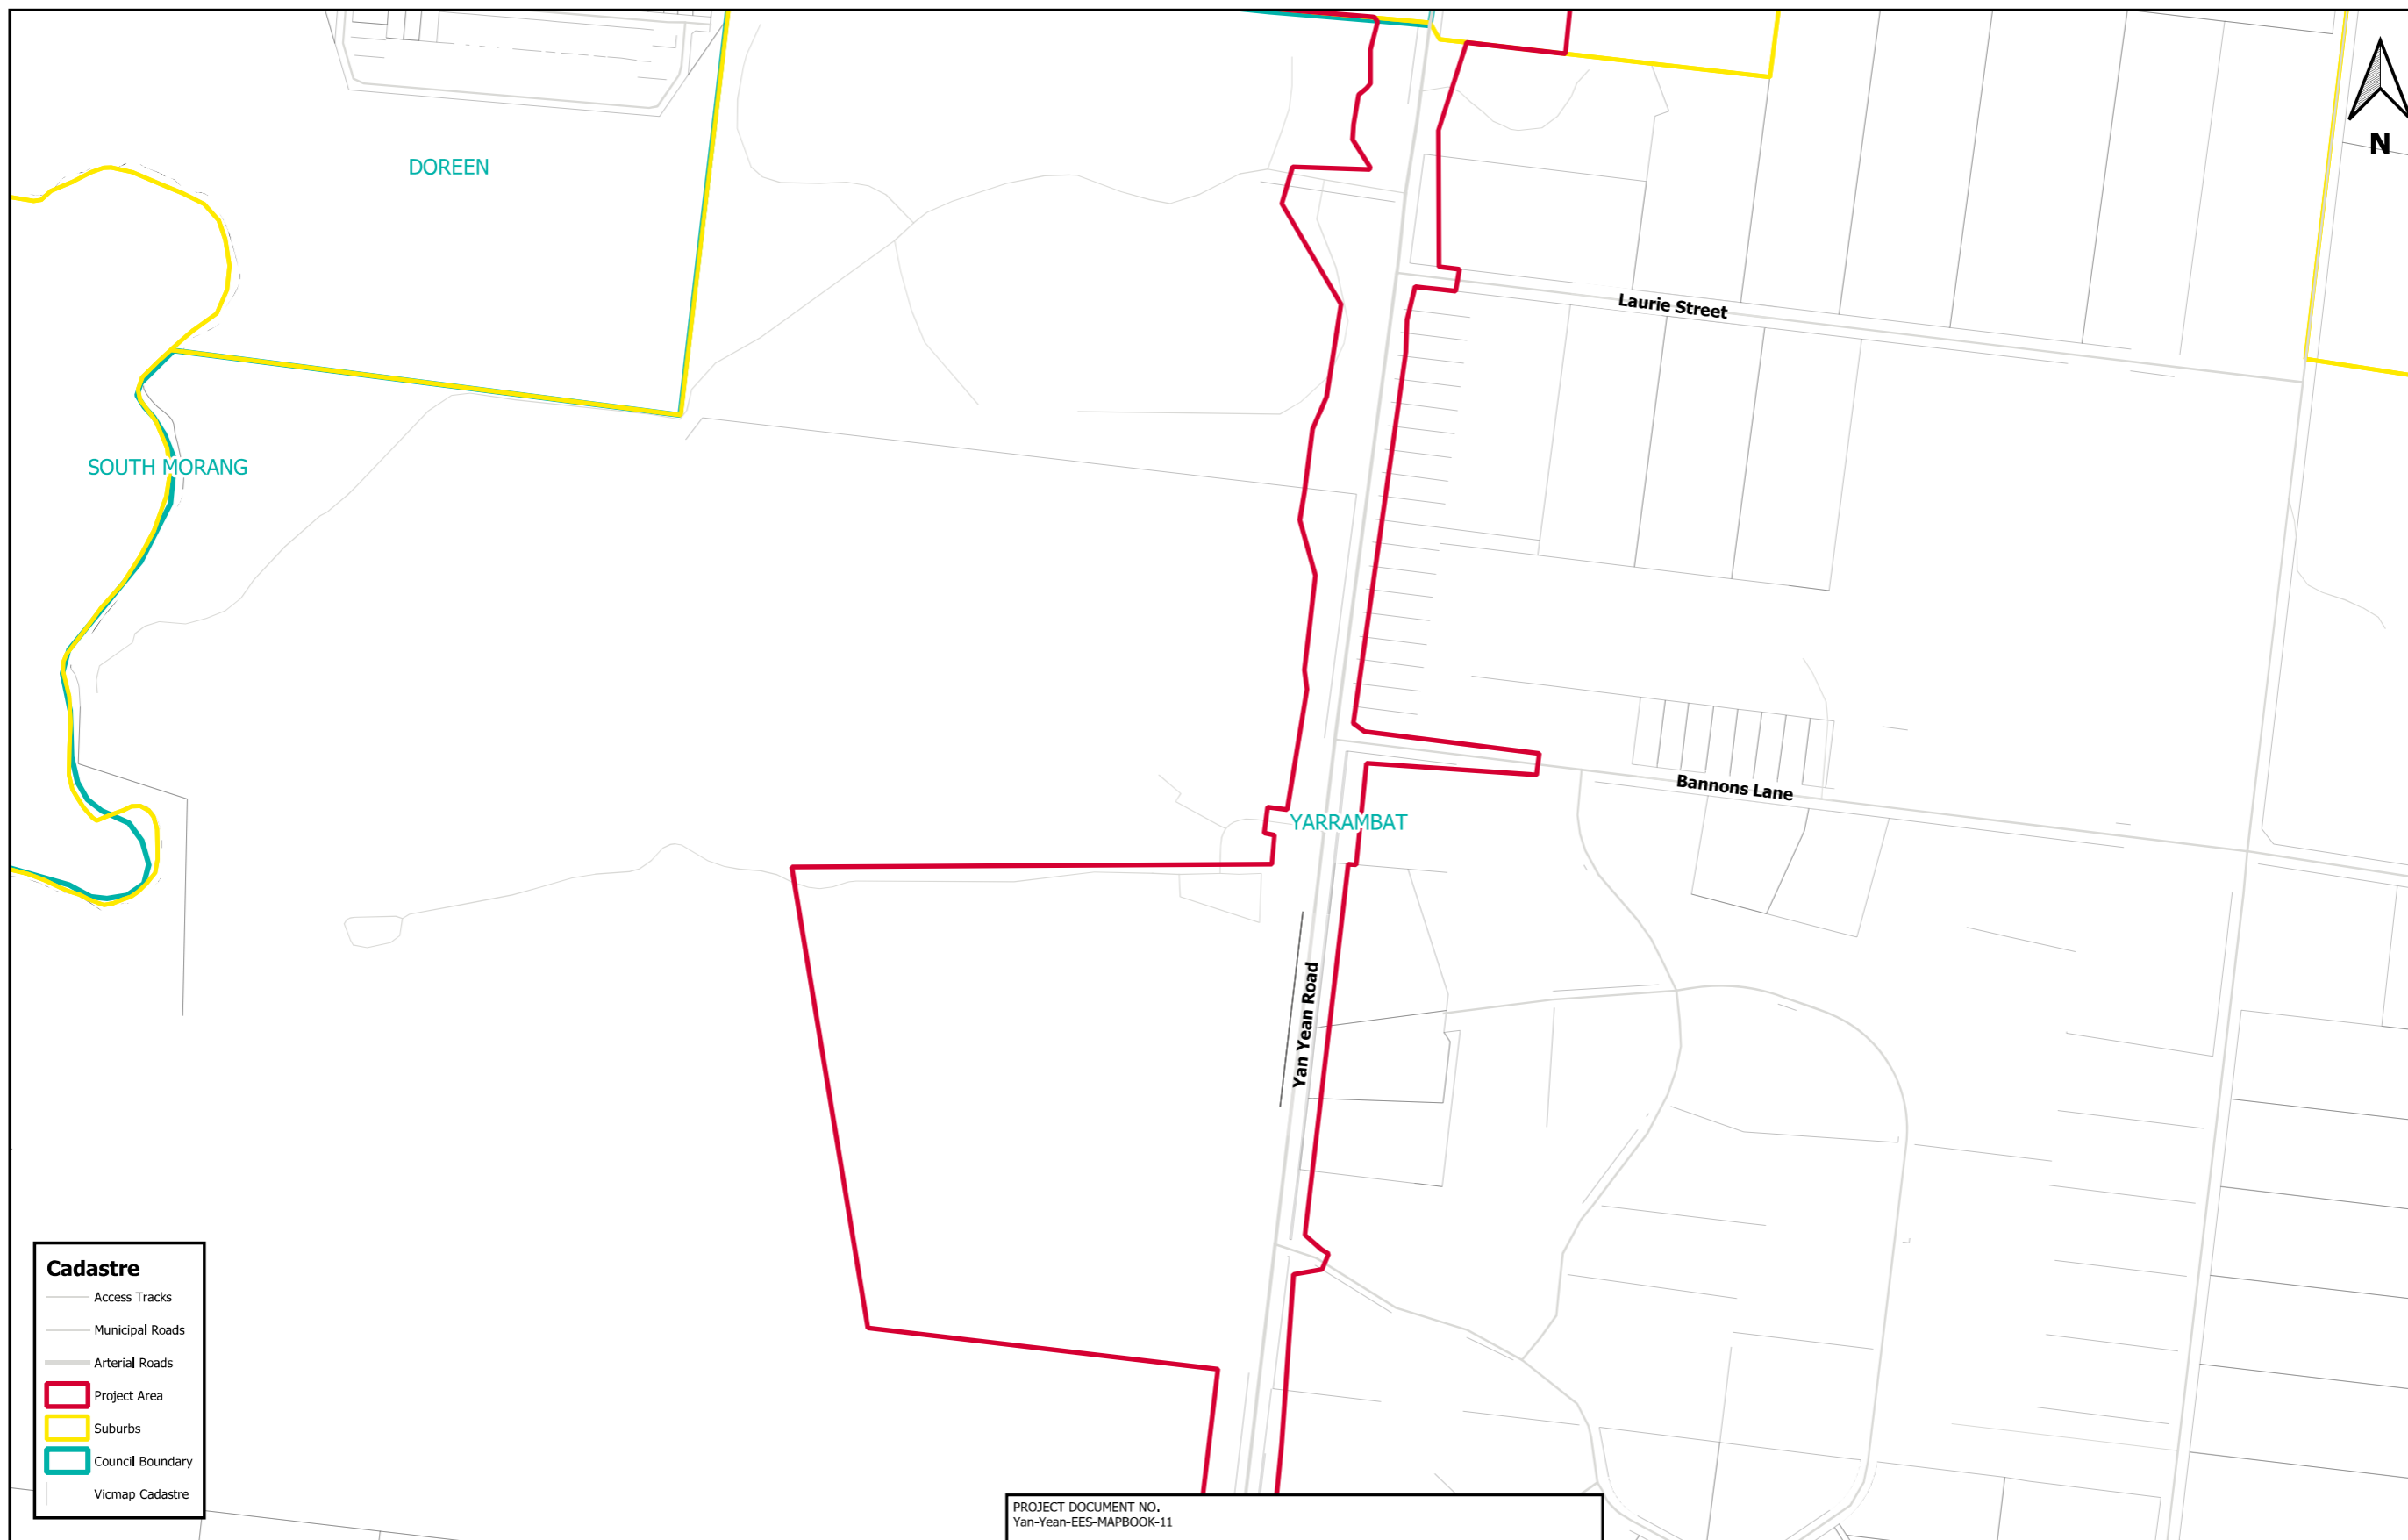 DOREEN
N
Laurie Street
SOUTH MORANG
Bannons Lane
YARRAMBAT
Yan Yean Road
Cadastre
Access Tracks
Municipal Roads
Arterial Roads
Project Area
Suburbs
Council Boundary
Vicmap Cadastre
PROJECT DOCUMENT NO.
Yan-Yean-EES-MAPBOOK-11